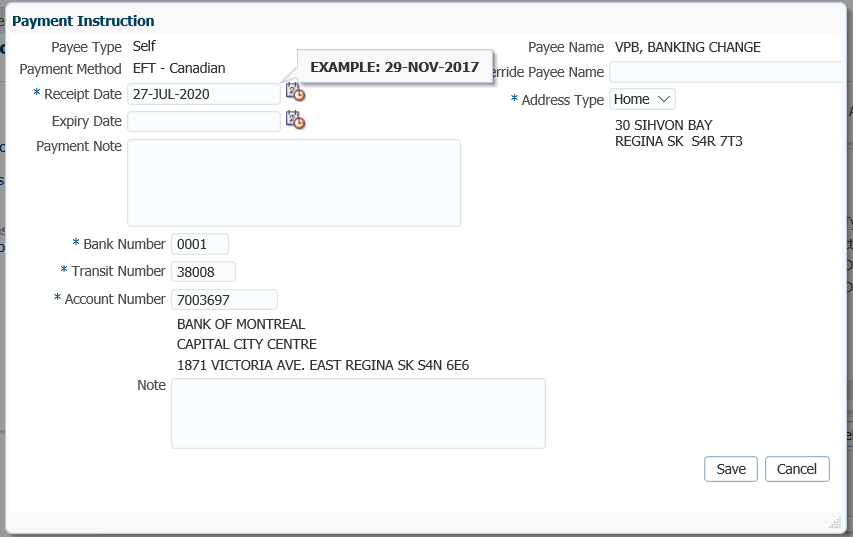 Payment Instruction
Payee Type Self
Payment Method EFT - Canadian
EXAMPLE: 29-NOV-2017
* Receipt Date 27-JUL-2020
Expiry Date
Payment Note
Payee Name VPB, BANKING CHANGE
erride Payee Name
* Address Type Home
30 SIHVON BAY
REGINA SK S4R 7T3
* Bank Number 0001
* Transit Number 38008
* Account Number 7003697
BANK OF MONTREAL
CAPITAL CITY CENTRE
1871 VICTORIA AVE. EAST REGINA SK S4N 6E6
Note
Save Cancel